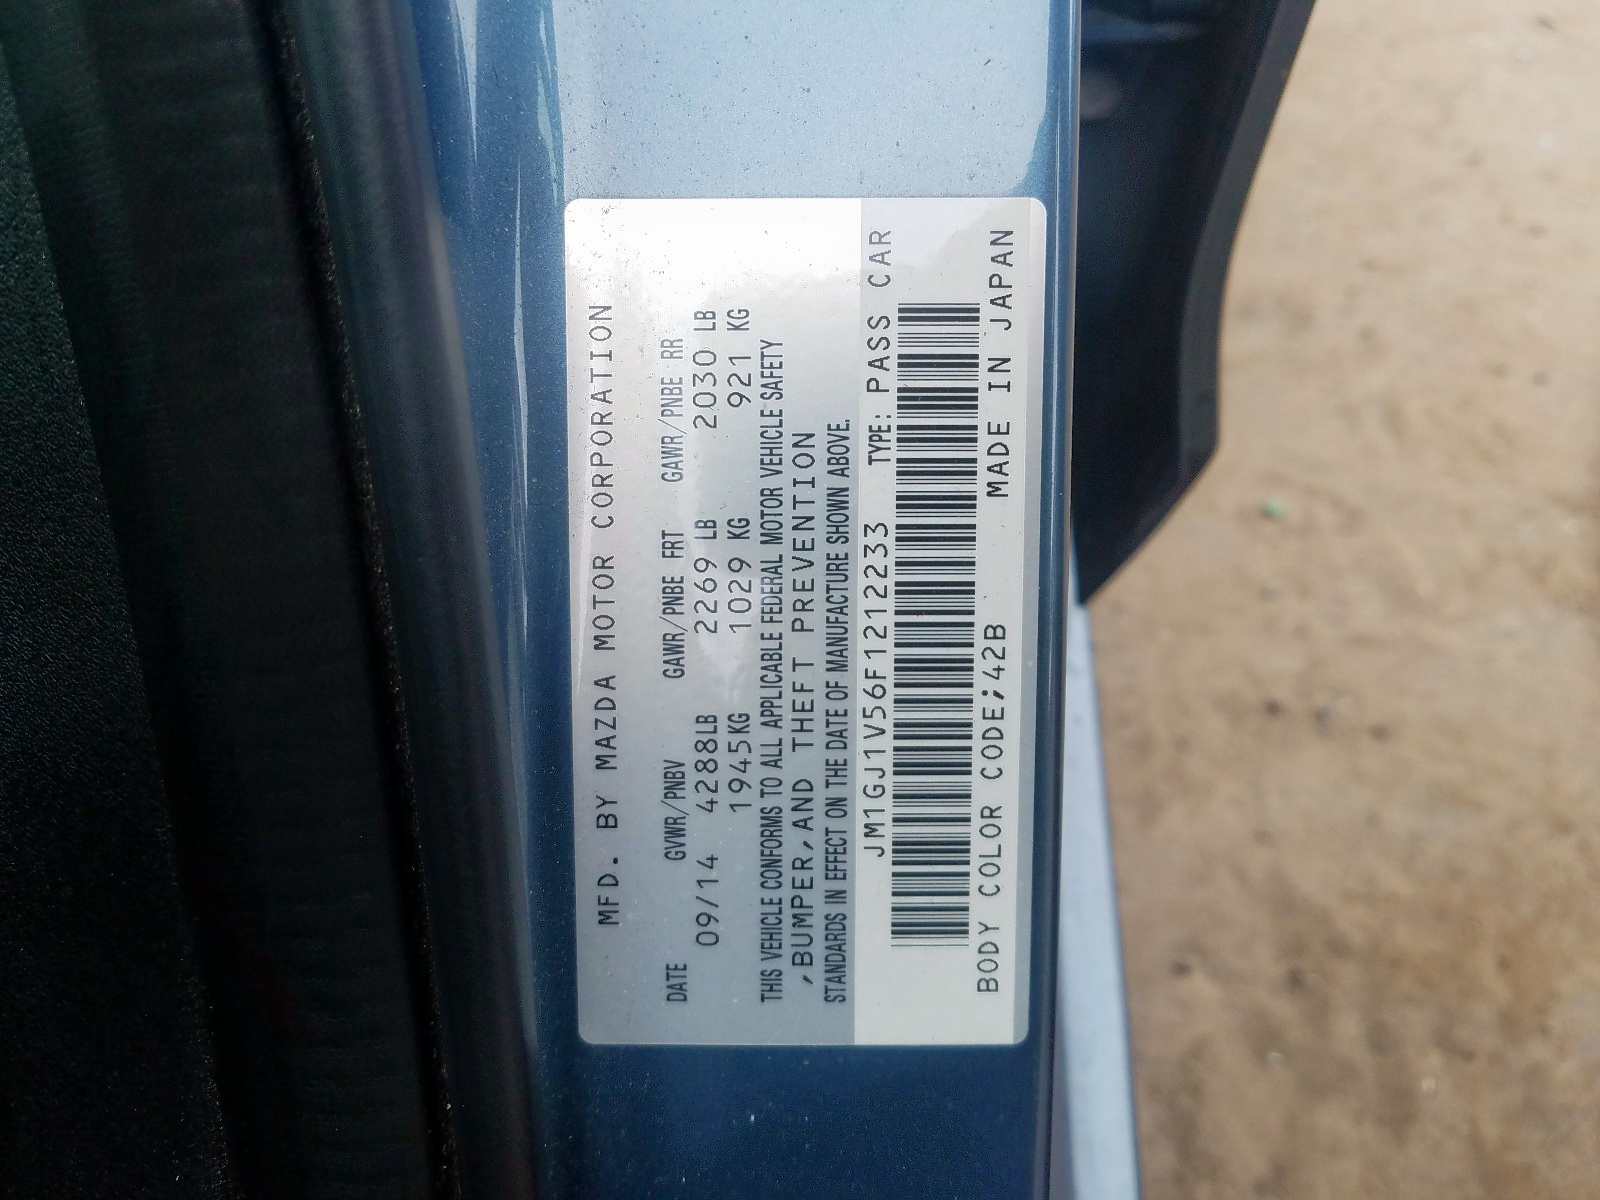 MFD. BY MAZDA MOTOR CORPORATION
DATE GVWR/PNBV GAWR/PNBE FRT GAWR/PNBE RR
09/14 4288LB 2269 LB 2030 LB
1945KG 1029 KG 921 KG
THIS VEHICLE CONFORMS TO ALL APPLICABLE FEDERAL MOTOR VEHICLE SAFETY
,BUMPER,AND THEFT PREVENTION
STANDARDS IN EFFECT ON THE DATE OF MANUFACTURE SHOWN ABOVE.
JM1GJ1V56F1212233 TYPE: PASS CAR
BODY COLOR CODE;42B MADE IN JAPAN